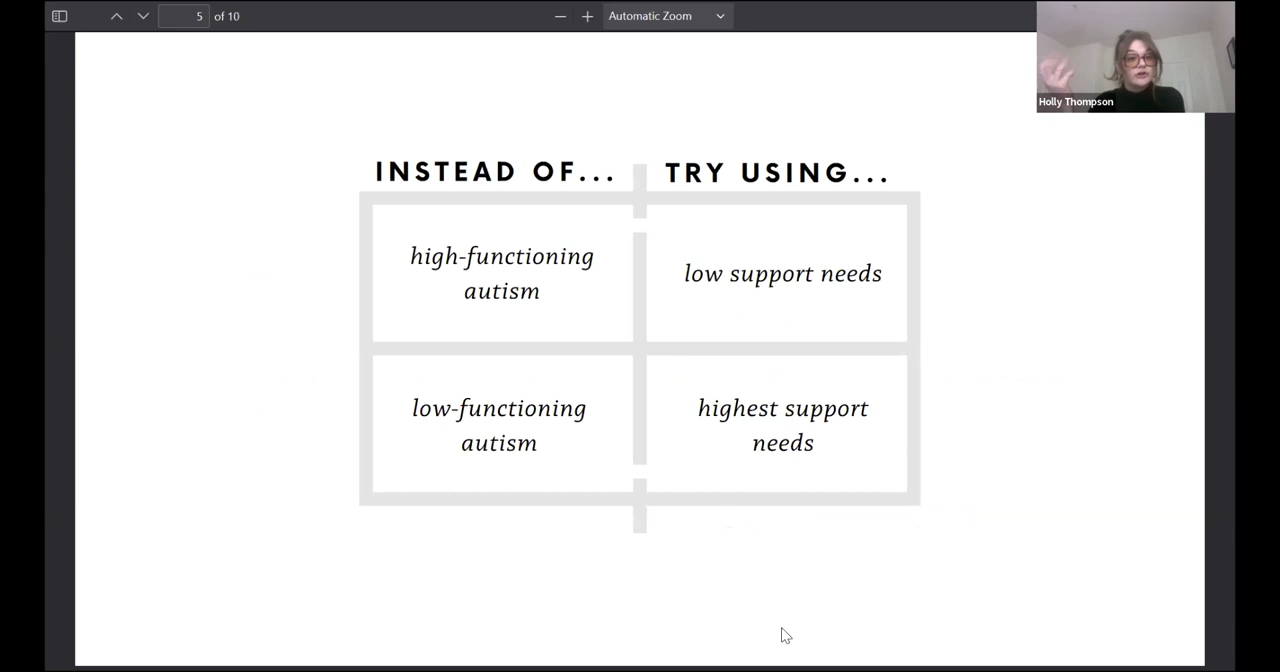 5 of 10
Automatic Zoom
Holly Thompson
INSTEAD OF...
TRY USING...
high-functioning
autism
low support needs
low-functioning
autism
highest support
needs